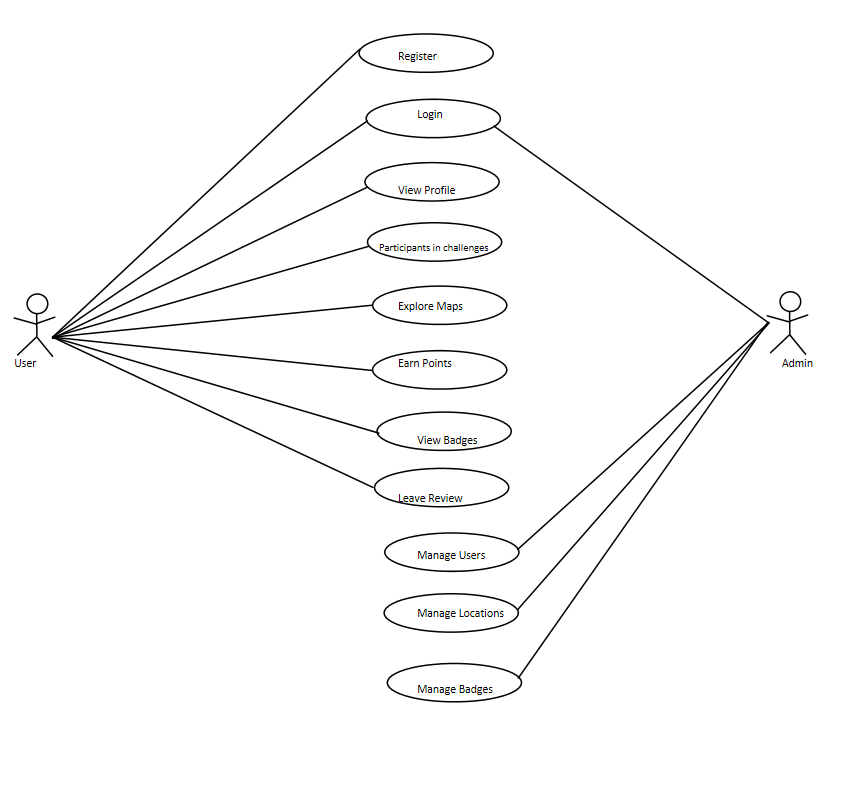 Register
Login
View Profile
Participants in challenges
Explore Maps
User
Admin
Earn Points
View Badges
Leave Review
Manage Users
Manage Locations
Manage Badges